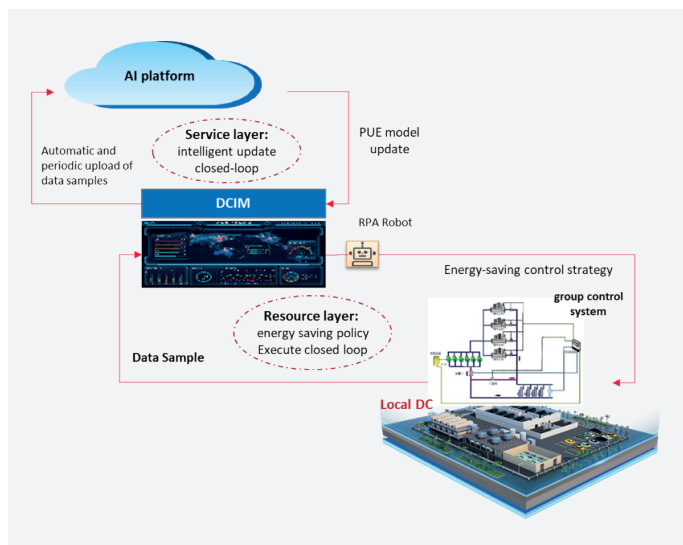 AI platform
Service layer:
intelligent update
closed-loop
PUE model
update
Automatic and
periodic upload of
data samples
DCIM
RPA Robot
Energy-saving control strategy
group control
system
Resource layer:
energy saving policy
Execute closed loop
Data Sample
Local DC